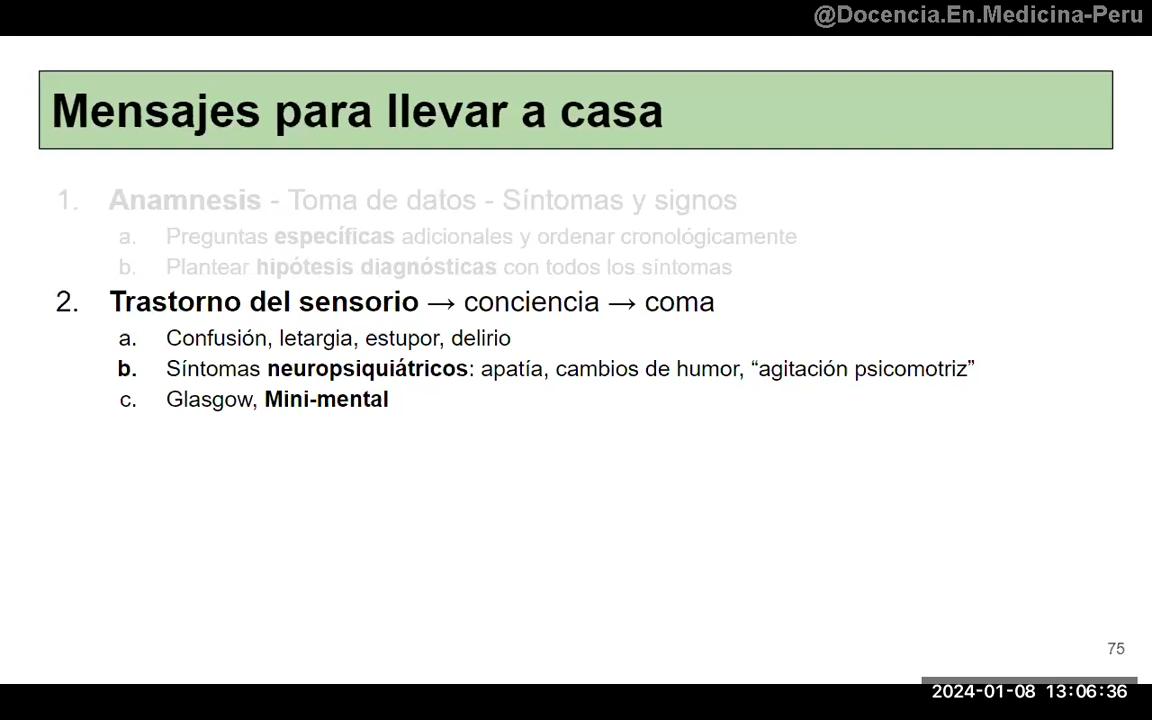 @Docencia.En.Medicina-Peru
Mensajes para llevar a casa
1. Anamnesis - Toma de datos - Síntomas y signos
a. Preguntas específicas adicionales y ordenar cronológicamente
b. Plantear hipótesis diagnósticas con todos los síntomas
2. Trastorno del sensorio → conciencia → coma
a. Confusión, letargia, estupor, delirio
b. Síntomas neuropsiquiátricos: apatía, cambios de humor, “agitación psicomotriz”
c. Glasgow, Mini-mental
75
2024-01-08 13:06:36